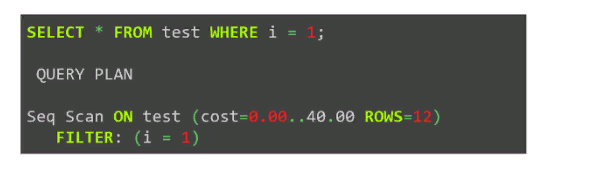 SELECT * FROM test WHERE i = 1;
QUERY PLAN
Seq Scan ON test (cost=0.00..40.00 ROWS=12)
FILTER: (i = 1)